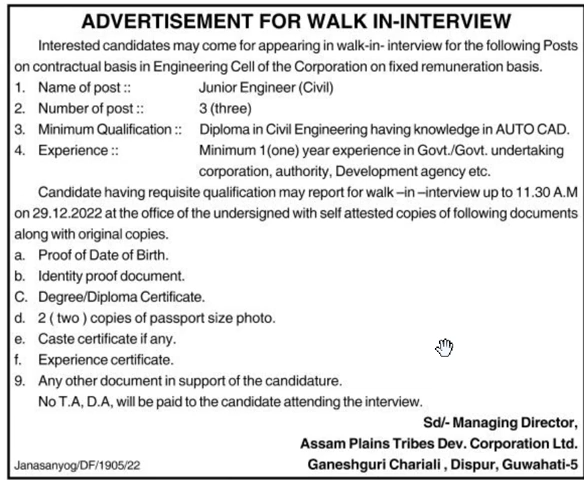 ADVERTISEMENT FOR WALK IN-INTERVIEW
Interested candidates may come for appearing in walk-in- interview for the following Posts
on contractual basis in Engineering Cell of the Corporation on fixed remuneration basis.
1. Name of post :: Junior Engineer (Civil)
2. Number of post :: 3 (three)
3. Minimum Qualification :: Diploma in Civil Engineering having knowledge in AUTO CAD.
4. Experience :: Minimum 1(one) year experience in Govt./Govt. undertaking
corporation, authority, Development agency etc.
Candidate having requisite qualification may report for walk –in –interview up to 11.30 A.M
on 29.12.2022 at the office of the undersigned with self attested copies of following documents
along with original copies.
a. Proof of Date of Birth.
b. Identity proof document.
C. Degree/Diploma Certificate.
d. 2 ( two ) copies of passport size photo.
e. Caste certificate if any.
f. Experience certificate.
9. Any other document in support of the candidature.
No T.A, D.A, will be paid to the candidate attending the interview.
Sd/- Managing Director,
Assam Plains Tribes Dev. Corporation Ltd.
Janasanyog/DF/1905/22 Ganeshguri Chariali , Dispur, Guwahati-5